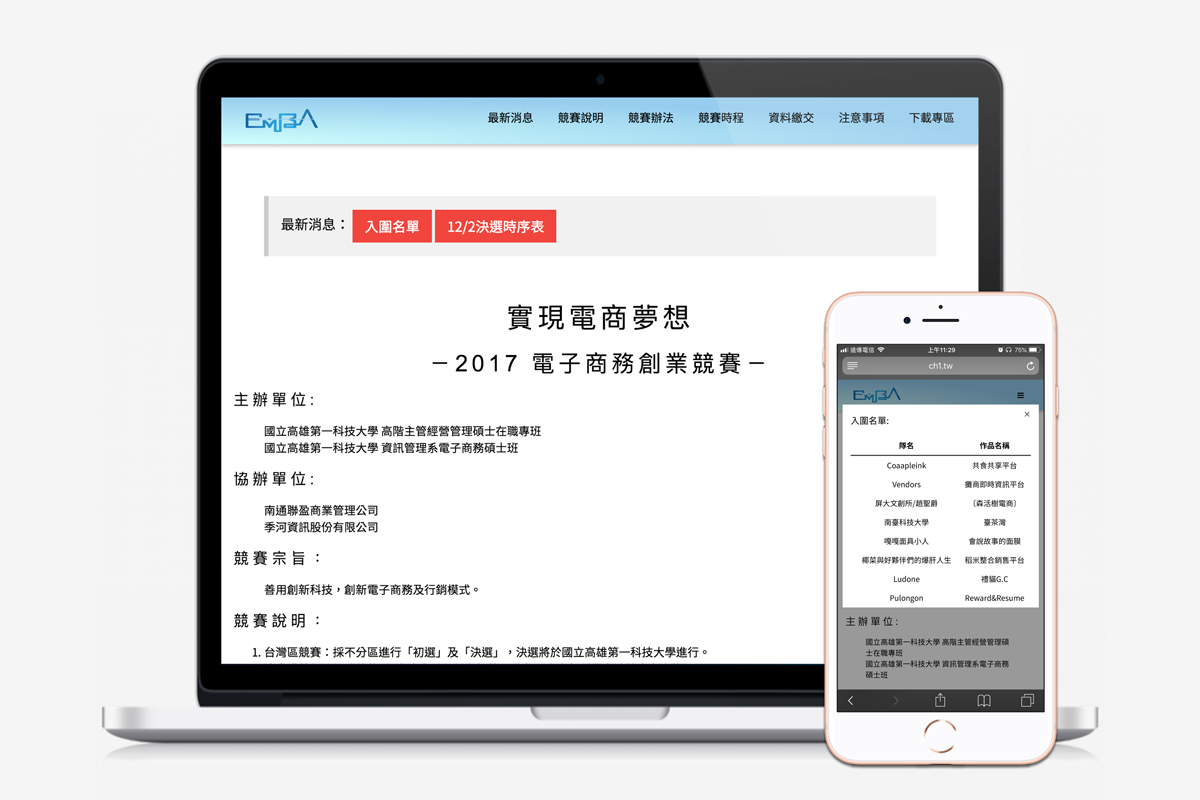 EMBA
最新消息 競賽說明 競賽辦法 競賽時程 資料繳交 注意事項 下載專區
最新消息： 入圍名單 12/2決選時序表
實現電商夢想
－2017 電子商務創業競賽－
主辦單位:
國立高雄第一科技大學 高階主管經營管理碩士在職專班
國立高雄第一科技大學 資訊管理系電子商務碩士班
協辦單位:
南通聯盈商業管理公司
季河資訊股份有限公司
競賽宗旨：
善用創新科技，創新電子商務及行銷模式。
競賽說明：
1. 台灣區競賽：採不分區進行「初選」及「決選」，決選將於國立高雄第一科技大學進行。
遠傳電信 上午11:29 75%
ch1.tw
EMBA
入圍名單:
隊名 作品名稱
Coaapleink 共食共享平台
Vendors 攤商即時資訊平台
屏大文創所/趙聖爵 〔森活樹電商〕
南臺科技大學 臺茶灣
嘎嘎面具小人 會說故事的面膜
椰菜與好夥伴們的爆肝人生 稻米整合銷售平台
Ludone 禮貓G.C
Pulongon Reward&Resume
主辦單位:
國立高雄第一科技大學 高階主管經營管理碩
士在職專班
國立高雄第一科技大學 資訊管理系電子商務
碩士班